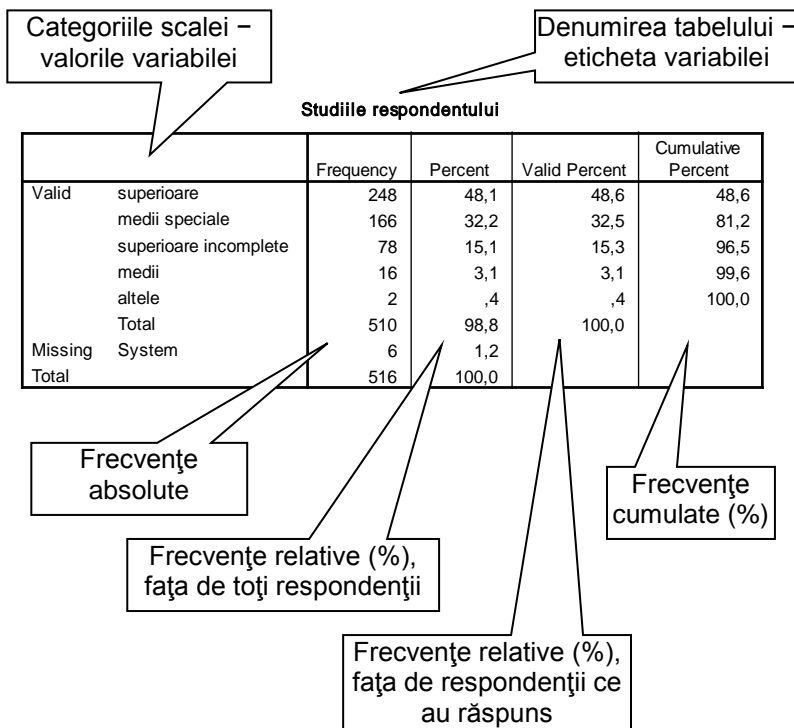 Categoriile scalei –
valorile variabilei
Denumirea tabelului –
eticheta variabilei
Studiile respondentului
Frequency Percent Valid Percent Cumulative Percent
Valid superioare 248 48,1 48,6 48,6
medii speciale 166 32,2 32,5 81,2
superioare incomplete 78 15,1 15,3 96,5
medii 16 3,1 3,1 99,6
altele 2 ,4 ,4 100,0
Total 510 98,8 100,0
Missing System 6 1,2
Total 516 100,0
Frecvenţe
absolute
Frecvenţe relative (%),
faţa de toţi respondenţii
Frecvenţe relative (%),
faţa de respondenţii ce
au răspuns
Frecvenţe
cumulate (%)